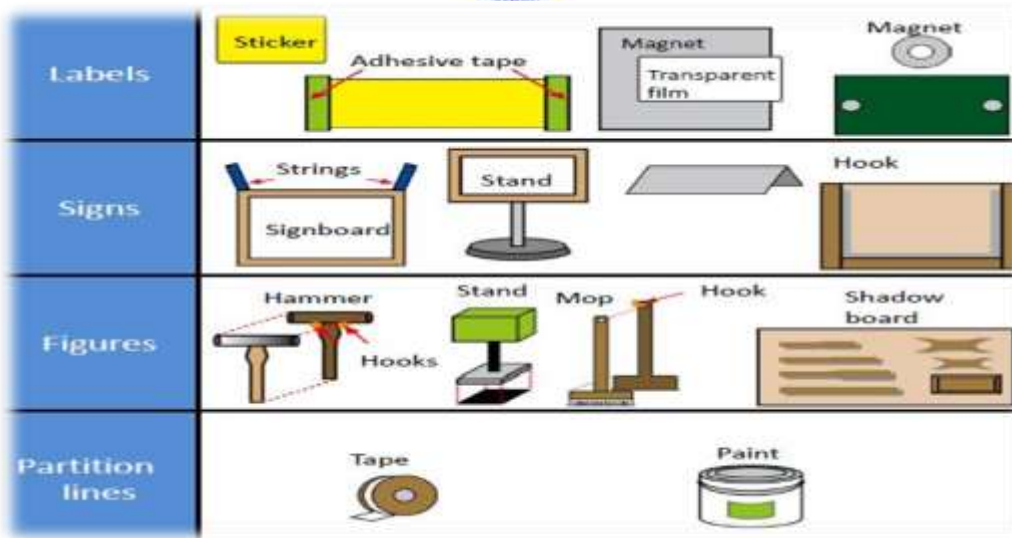 Labels
Sticker
Adhesive tape
Magnet
Transparent
film
Magnet
Signs
Strings
Signboard
Stand
Hook
Figures
Hammer
Hooks
Stand
Mop
Hook
Shadow
board
Partition
lines
Tape
Paint